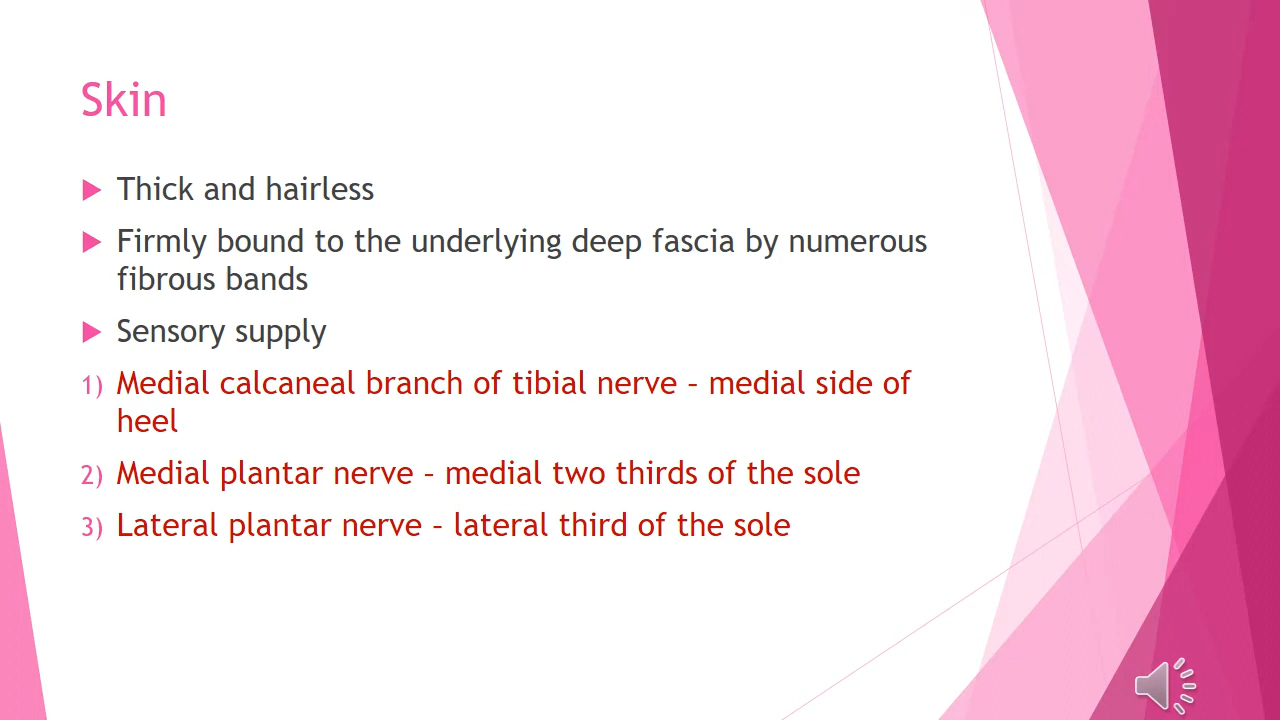 Skin
Thick and hairless
Firmly bound to the underlying deep fascia by numerous
fibrous bands
Sensory supply
1) Medial calcaneal branch of tibial nerve – medial side of
heel
2) Medial plantar nerve – medial two thirds of the sole
3) Lateral plantar nerve – lateral third of the sole